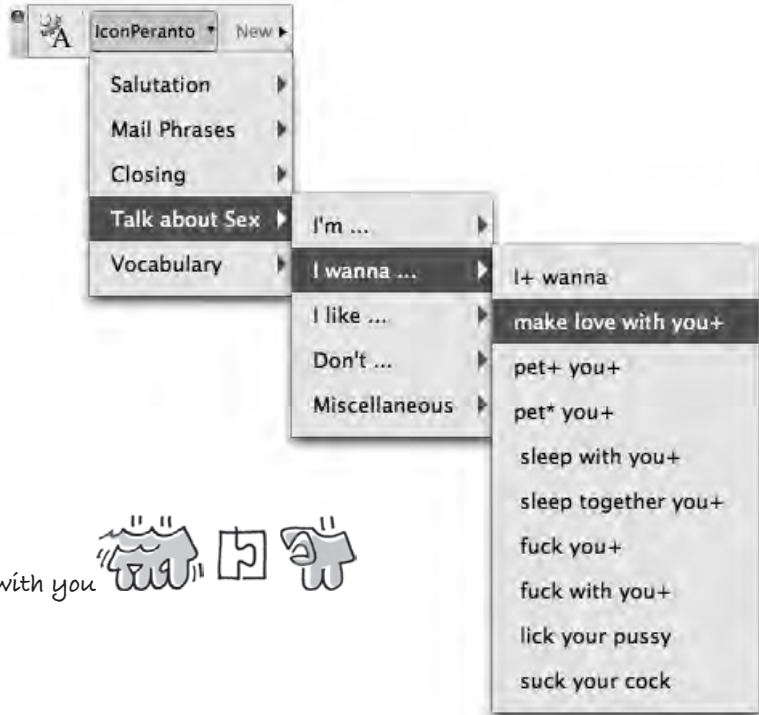 A
IconPeranto New
Salutation
Mail Phrases
Closing
Talk about Sex
Vocabulary
I'm ...
I wanna ...
I like ...
Don't ...
Miscellaneous
I+ wanna
make love with you+
pet+ you+
pet* you+
sleep with you+
sleep together you+
fuck you+
fuck with you+
lick your pussy
suck your cock
with you